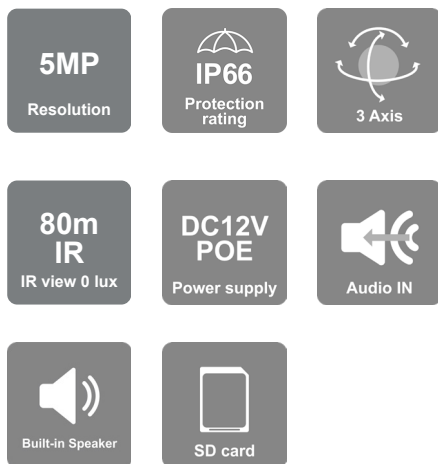 5MP
Resolution
IP66
Protection
rating
3 Axis
80m
IR
IR view 0 lux
DC12V
POE
Power supply
Audio IN
Built-in Speaker
SD card